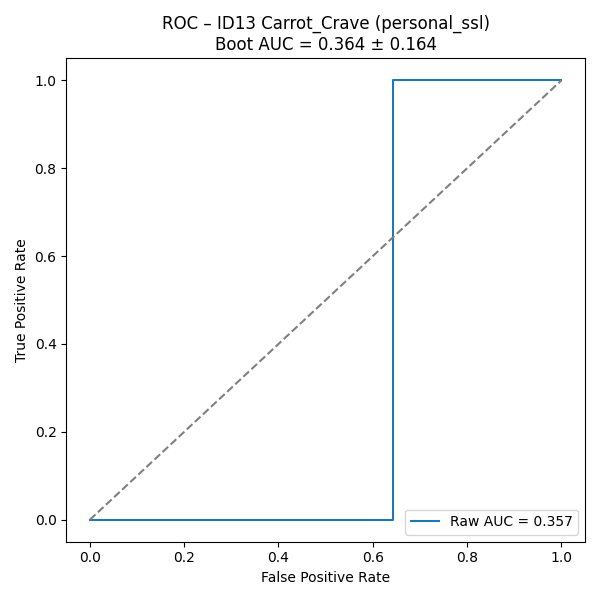 ROC – ID13 Carrot_Crave (personal_ssl)
Boot AUC = 0.364 ± 0.164
True Positive Rate
1.0
0.8
0.6
0.4
0.2
0.0
Raw AUC = 0.357
0.0 0.2 0.4 0.6 0.8 1.0
False Positive Rate